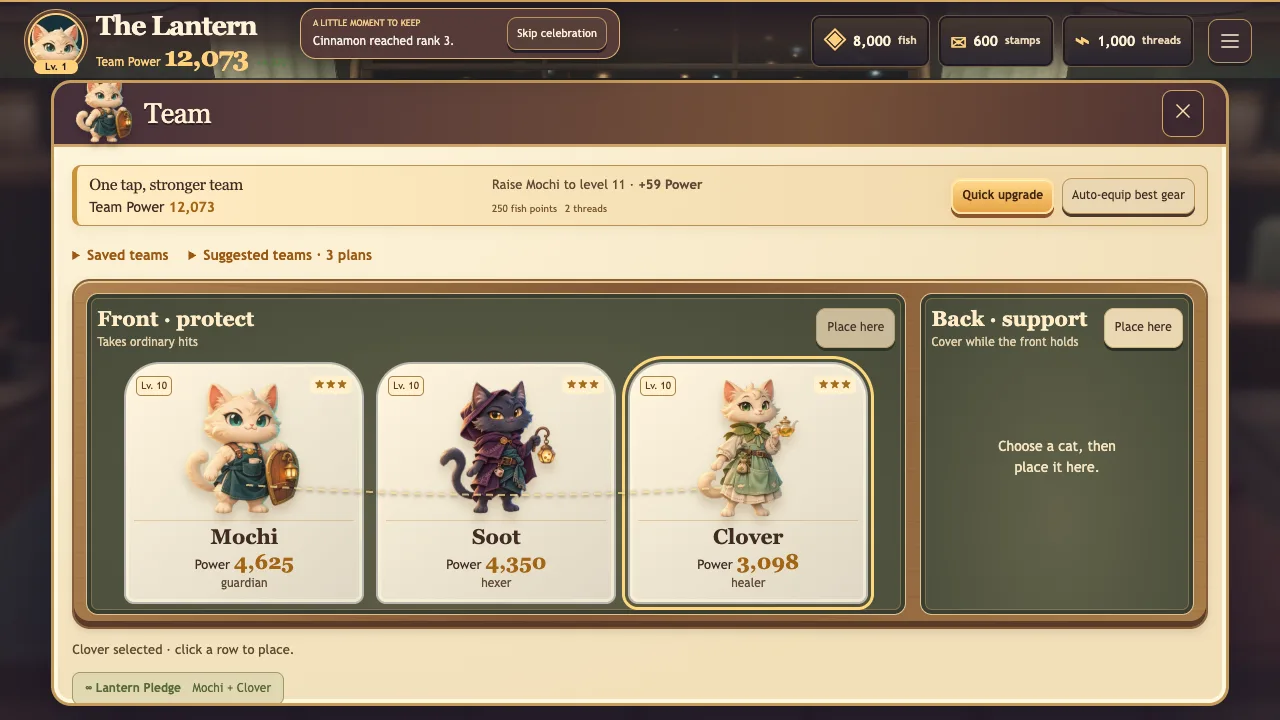 The Lantern
Team Power 12,073
Lv. 1
A LITTLE MOMENT TO KEEP
Cinnamon reached rank 3.
Skip celebration
8,000 fish
600 stamps
1,000 threads
Team
One tap, stronger team
Team Power 12,073
Raise Mochi to level 11 · +59 Power
250 fish points 2 threads
Quick upgrade
Auto-equip best gear
Saved teams
Suggested teams · 3 plans
Front · protect
Takes ordinary hits
Place here
Back · support
Cover while the front holds
Place here
Lv. 10
Mochi
Power 4,625
guardian
Lv. 10
Soot
Power 4,350
hexer
Lv. 10
Clover
Power 3,098
healer
Choose a cat, then
place it here.
Clover selected · click a row to place.
Lantern Pledge Mochi + Clover